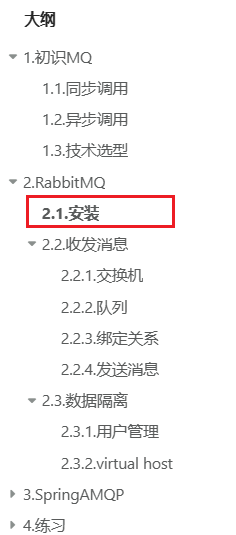 大纲
1.初识MQ
1.1.同步调用
1.2.异步调用
1.3.技术选型
2.RabbitMQ
2.1.安装
2.2.收发消息
2.2.1.交换机
2.2.2.队列
2.2.3.绑定关系
2.2.4.发送消息
2.3.数据隔离
2.3.1.用户管理
2.3.2.virtual host
3.SpringAMQP
4.练习